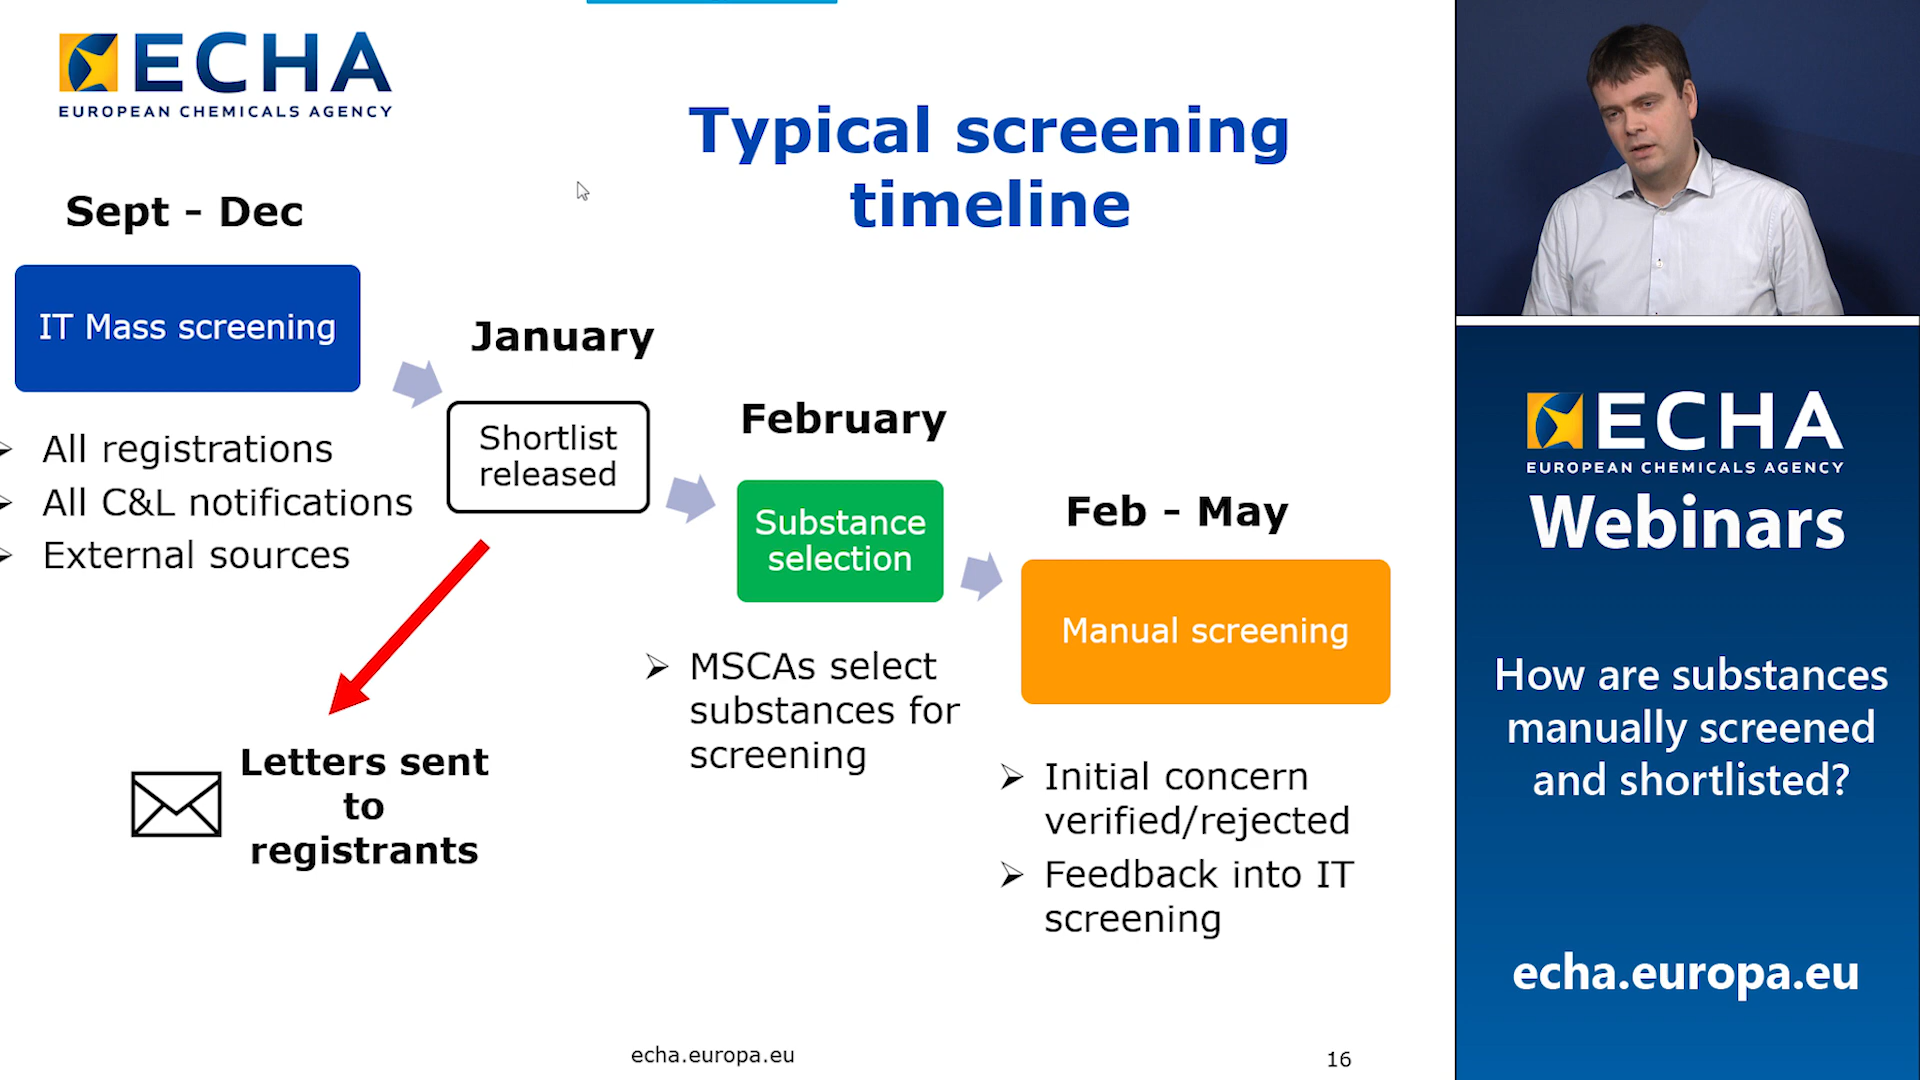 ECHA
EUROPEAN CHEMICALS AGENCY
Typical screening
timeline
Sept - Dec
IT Mass screening
All registrations
All C&L notifications
External sources
January
Shortlist
released
Letters sent
to
registrants
February
Substance
selection
MSCAs select
substances for
screening
Feb - May
Manual screening
Initial concern
verified/rejected
Feedback into IT
screening
echa.europa.eu
16
ECHA
EUROPEAN CHEMICALS AGENCY
Webinars
How are substances
manually screened
and shortlisted?
echa.europa.eu